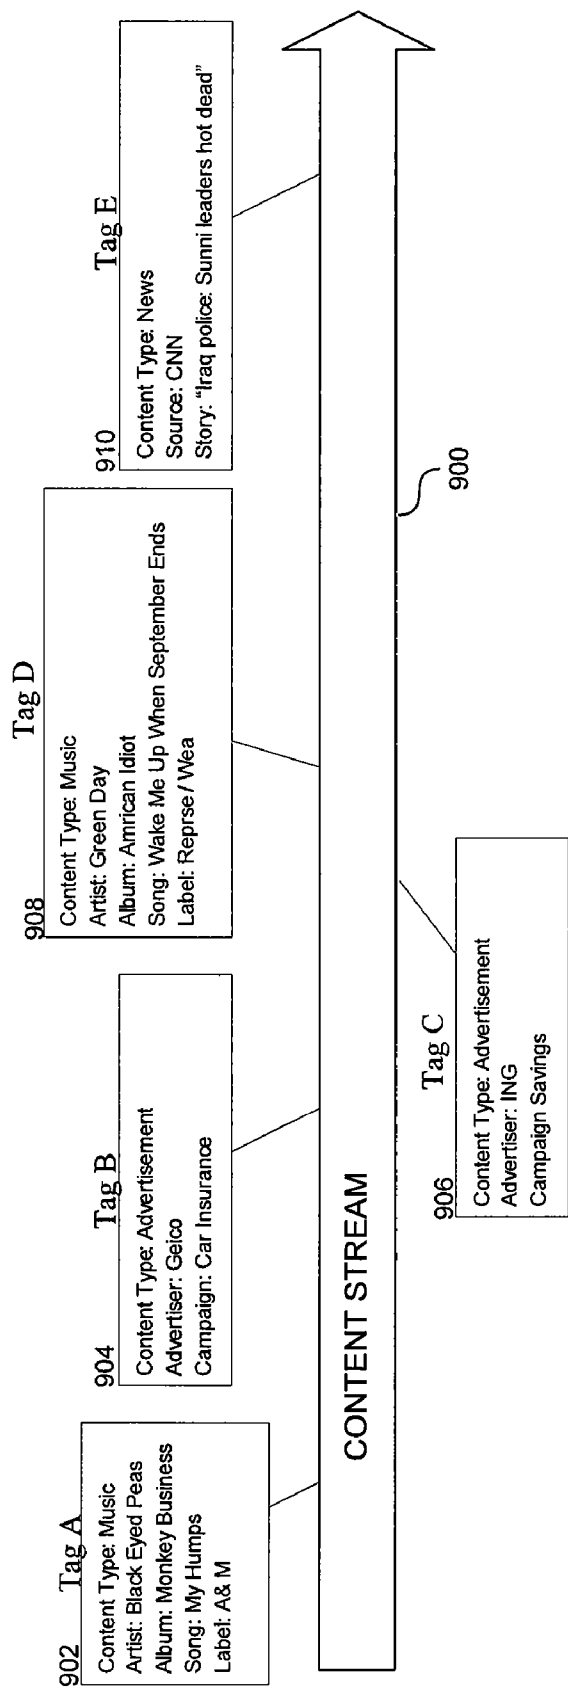 902
Tag A
Content Type: Music
Artist: Black Eyed Peas
Album: Monkey Business
Song: My Humps
Label: A& M
904
Tag B
Content Type: Advertisement
Advertiser: Geico
Campaign: Car Insurance
906
Tag C
Content Type: Advertisement
Advertiser: ING
Campaign Savings
908
Tag D
Content Type: Music
Artist: Green Day
Album: Amrican Idiot
Song: Wake Me Up When September Ends
Label: Reprse / Wea
910
Tag E
Content Type: News
Source: CNN
Story: "Iraq police: Sunni leaders hot dead"
CONTENT STREAM
900